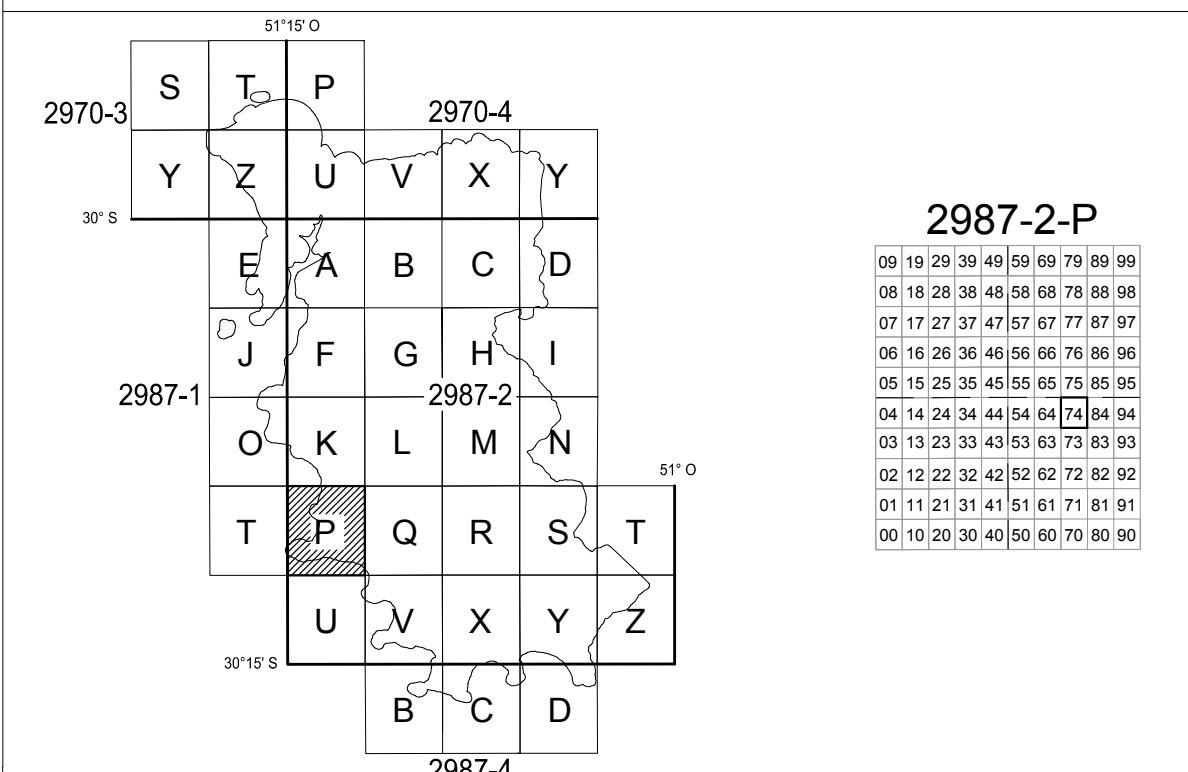 51°15' O
S T P
2970-3 2970-4
Y Z U V X Y
30° S
E A B C D
J F G H I
2987-1 2987-2
O K L M N
51° O
T P Q R S T
U V X Y Z
30°15' S
B C D
2987-4
2987-2-P
09 19 29 39 49 59 69 79 89 99
08 18 28 38 48 58 68 78 88 98
07 17 27 37 47 57 67 77 87 97
06 16 26 36 46 56 66 76 86 96
05 15 25 35 45 55 65 75 85 95
04 14 24 34 44 54 64 74 84 94
03 13 23 33 43 53 63 73 83 93
02 12 22 32 42 52 62 72 82 92
01 11 21 31 41 51 61 71 81 91
00 10 20 30 40 50 60 70 80 90